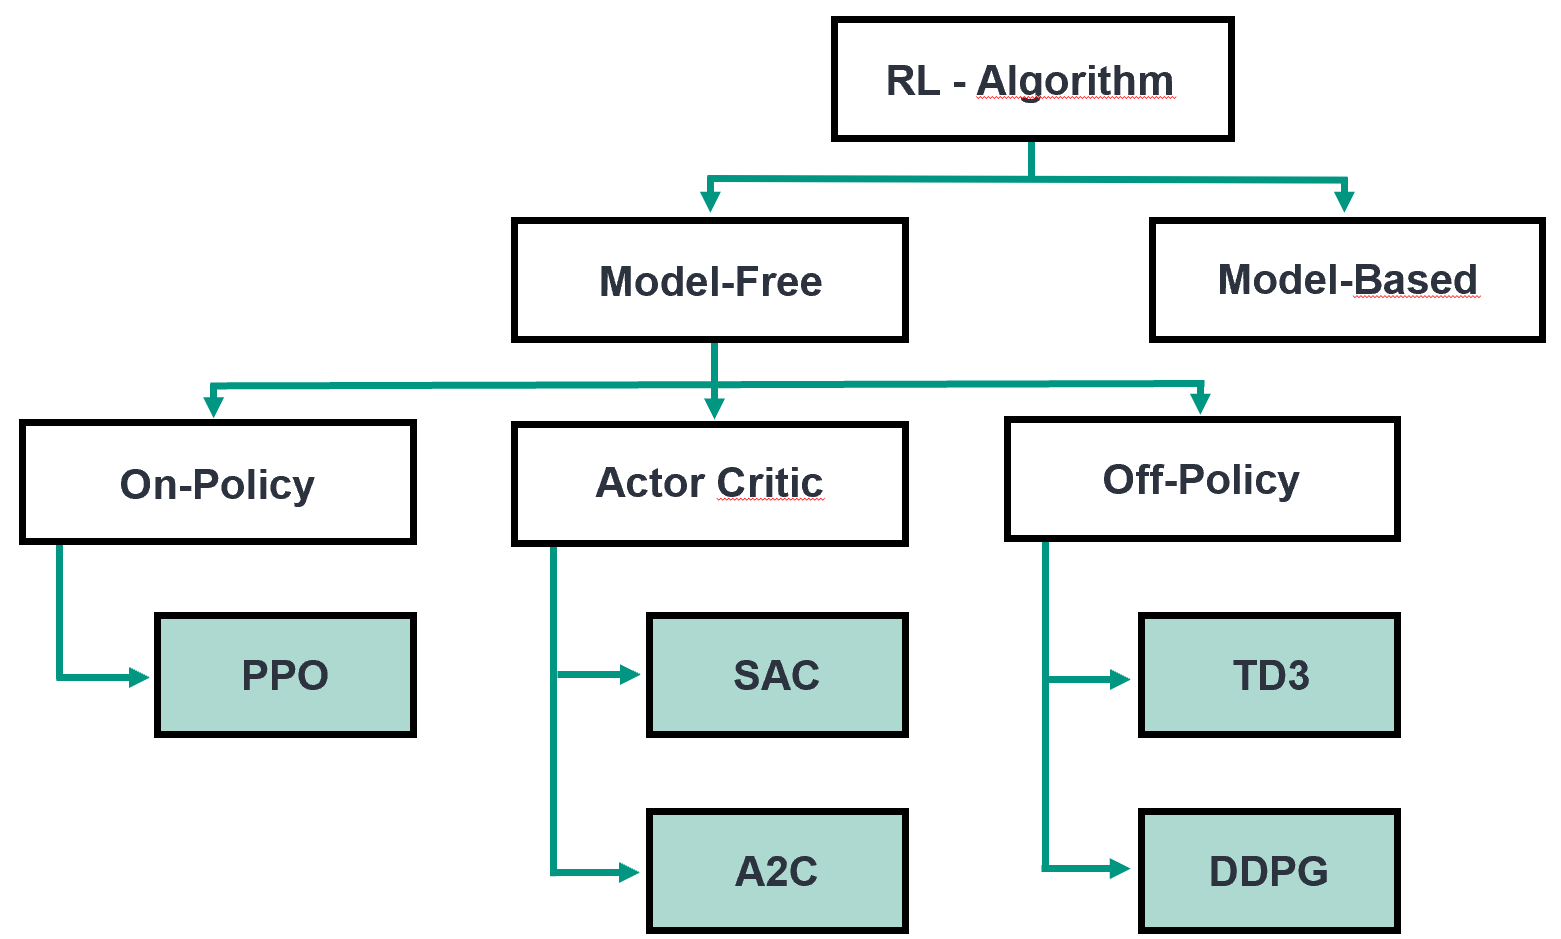 RL - Algorithm
Model-Free
Model-Based
On-Policy
Actor Critic
Off-Policy
PPO
SAC
TD3
A2C
DDPG